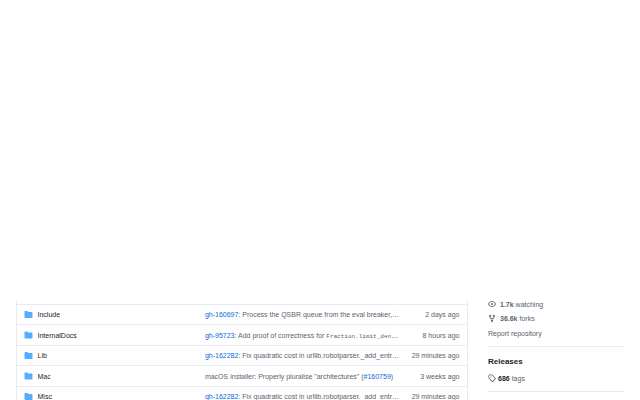 Include gh-160697: Process the QSBR queue from the eval breaker,... 2 days ago
InternalDocs gh-95723: Add proof of correctness for Fraction.limit_den... 8 hours ago
Lib gh-162282: Fix quadratic cost in urllib.robotparser._add_entr... 29 minutes ago
Mac macOS installer: Properly pluralise "architectures" (#160759) 3 weeks ago
Misc gh-162282: Fix quadratic cost in urllib.robotparser._add_entr... 29 minutes ago
1.7k watching
36.6k forks
Report repository
Releases
686 tags